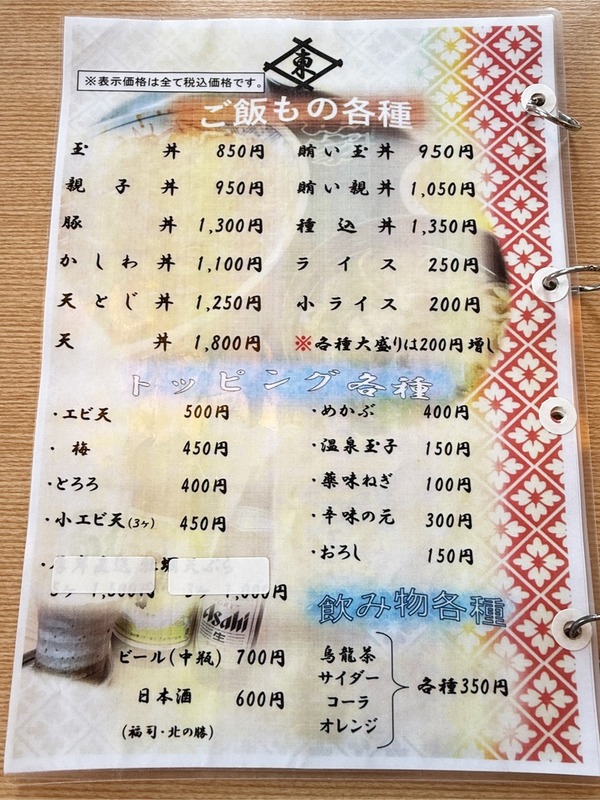 東
※表示価格は全て税込価格です。
ご飯もの各種
玉丼 850円
親子丼 950円
豚丼 1,300円
かしわ丼 1,100円
天とじ丼 1,250円
天丼 1,800円
賄い玉丼 950円
賄い親丼 1,050円
種込丼 1,350円
ライス 250円
小ライス 200円
※各種大盛りは200円増し
トッピング各種
・エビ天 500円
・梅 450円
・とろろ 400円
・小エビ天(3ヶ) 450円
・めかぶ 400円
・温泉玉子 150円
・薬味ねぎ 100円
・辛味の元 300円
・おろし 150円
Asahi
生
ビール(中瓶) 700円
日本酒 600円
(福司・北の勝)
飲み物各種
烏龍茶
サイダー
コーラ
オレンジ
各種350円